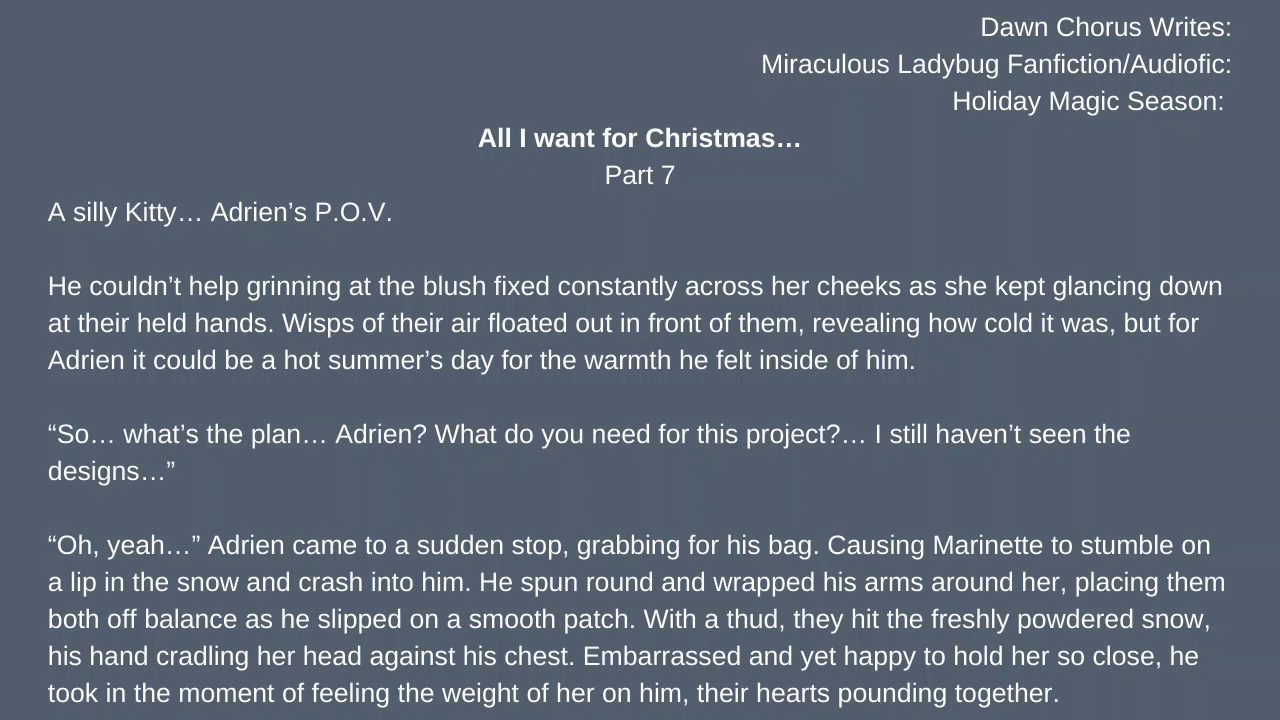 Dawn Chorus Writes:
Miraculous Ladybug Fanfiction/Audiofic:
Holiday Magic Season:
All I want for Christmas…
Part 7
A silly Kitty… Adrien’s P.O.V.
He couldn’t help grinning at the blush fixed constantly across her cheeks as she kept glancing down
at their held hands. Wisps of their air floated out in front of them, revealing how cold it was, but for
Adrien it could be a hot summer’s day for the warmth he felt inside of him.
“So… what’s the plan… Adrien? What do you need for this project?… I still haven’t seen the
designs…”
“Oh, yeah…” Adrien came to a sudden stop, grabbing for his bag. Causing Marinette to stumble on
a lip in the snow and crash into him. He spun round and wrapped his arms around her, placing them
both off balance as he slipped on a smooth patch. With a thud, they hit the freshly powdered snow,
his hand cradling her head against his chest. Embarrassed and yet happy to hold her so close, he
took in the moment of feeling the weight of her on him, their hearts pounding together.